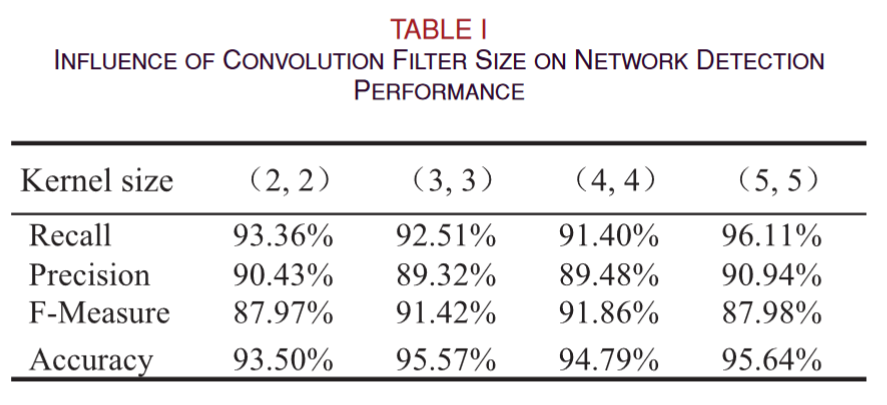 TABLE I
INFLUENCE OF CONVOLUTION FILTER SIZE ON NETWORK DETECTION
PERFORMANCE
Kernel size （2, 2） （3, 3） （4, 4） （5, 5）
Recall 93.36% 92.51% 91.40% 96.11%
Precision 90.43% 89.32% 89.48% 90.94%
F-Measure 87.97% 91.42% 91.86% 87.98%
Accuracy 93.50% 95.57% 94.79% 95.64%